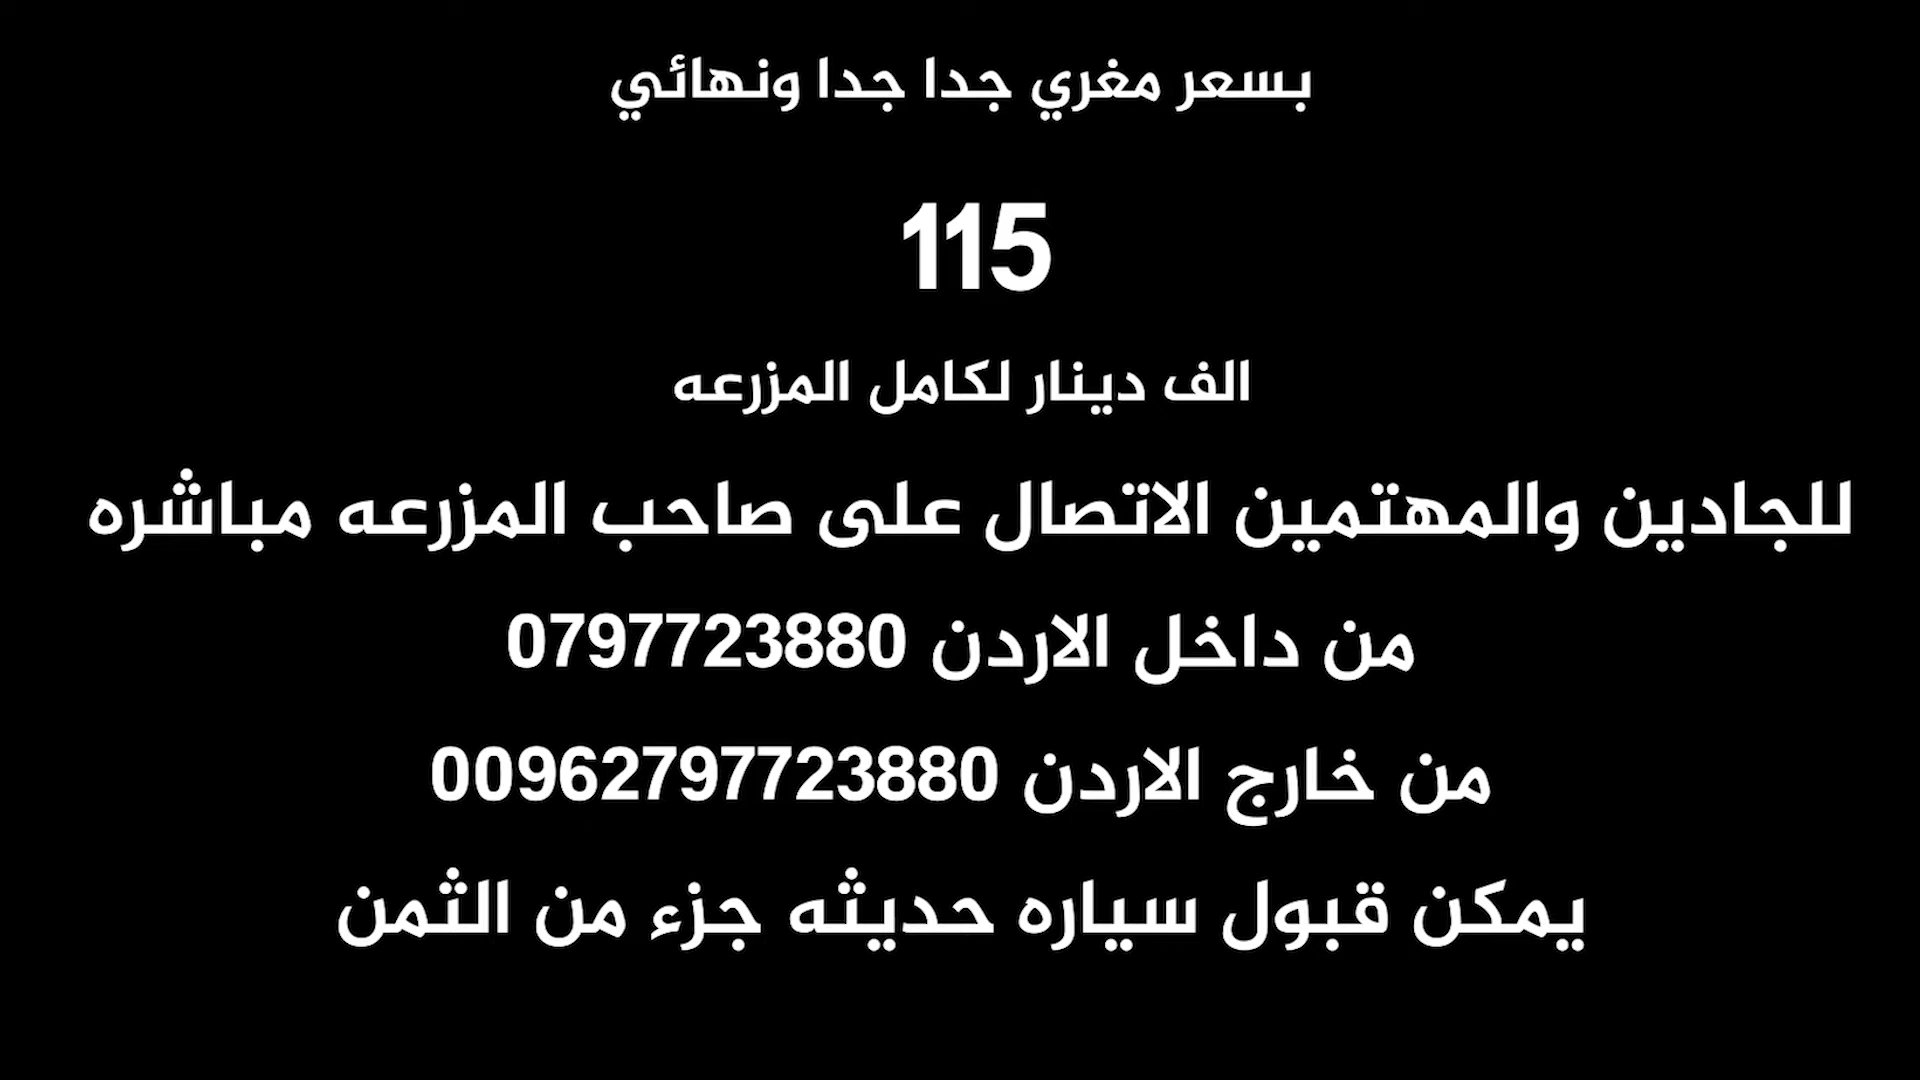 بسعر مغري جدا جدا ونهائي
115
الف دينار لكامل المزرعه
للجادين والمهتمين الاتصال على صاحب المزرعه مباشره
من داخل الاردن 0797723880
من خارج الاردن 00962797723880
يمكن قبول سياره حديثه جزء من الثمن